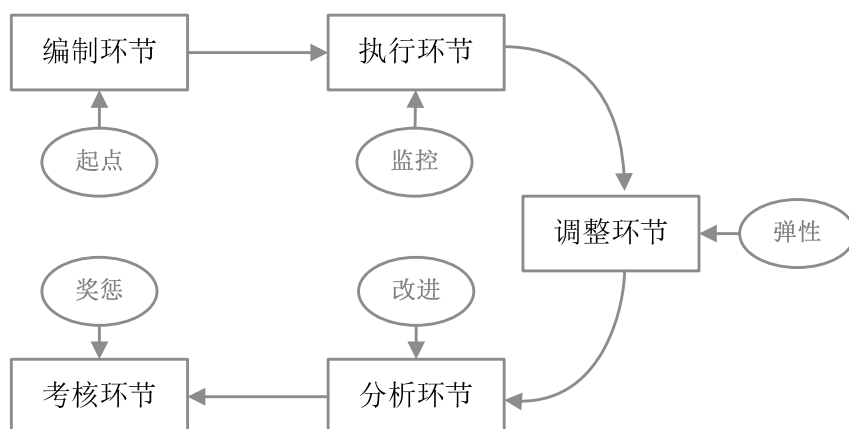 编制环节
执行环节
起点
监控
调整环节
弹性
奖惩
改进
考核环节
分析环节